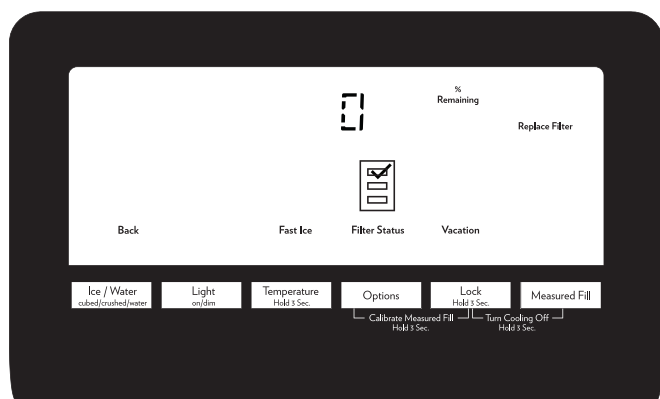 0
%
Remaining
Replace Filter
Back
Fast Ice
Filter Status
Vacation
Ice / Water
cubed/crushed/water
Light
on/dim
Temperature
Hold 3 Sec.
Options
Lock
Hold 3 Sec.
Measured Fill
Calibrate Measured Fill
Hold 3 Sec.
Turn Cooling Off
Hold 3 Sec.